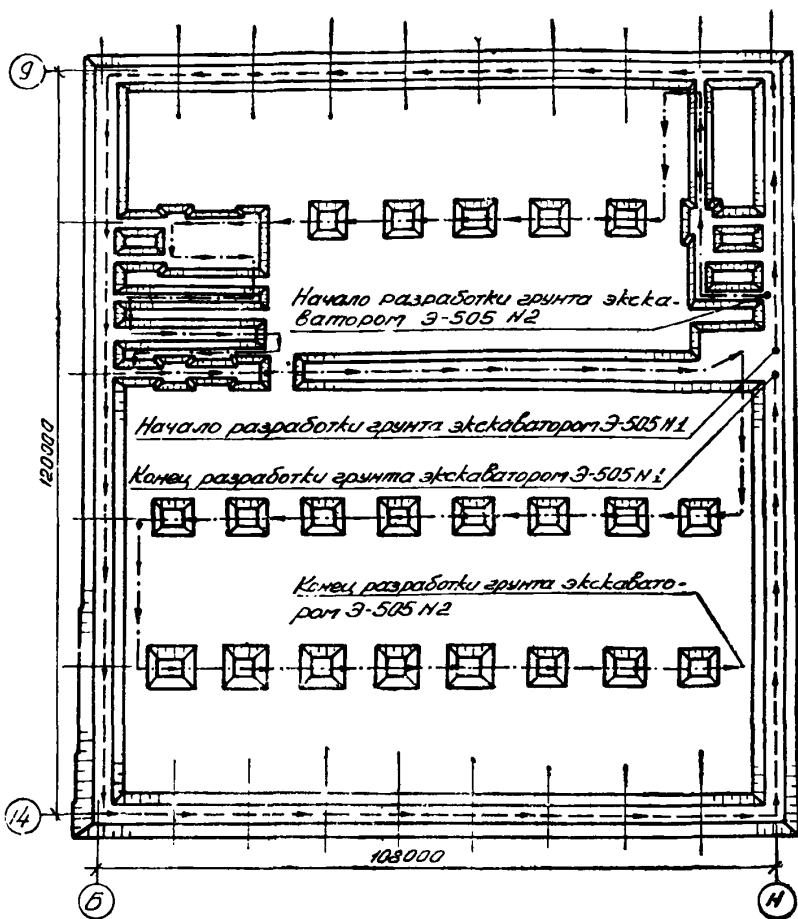 9
Начало разработки грунта экска-
ватором Э-505 N2
Начало разработки грунта экскаватором Э-505 N1
Конец разработки грунта экскаватором Э-505 N1
120000
Конец разработки грунта экскавато-
ром Э-505 N2
14
108000
Б
И